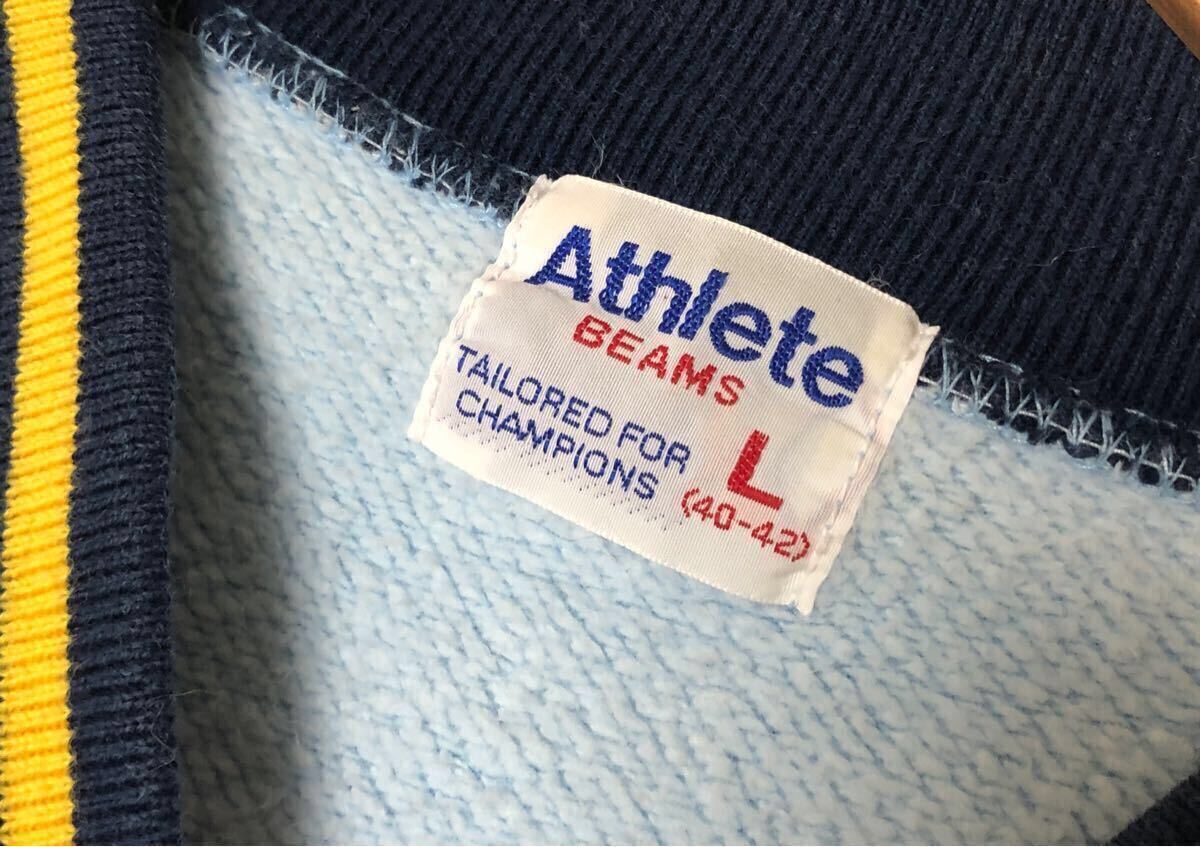 Athlete
BEAMS
TAILORED FOR
CHAMPIONS
L
(40-42)